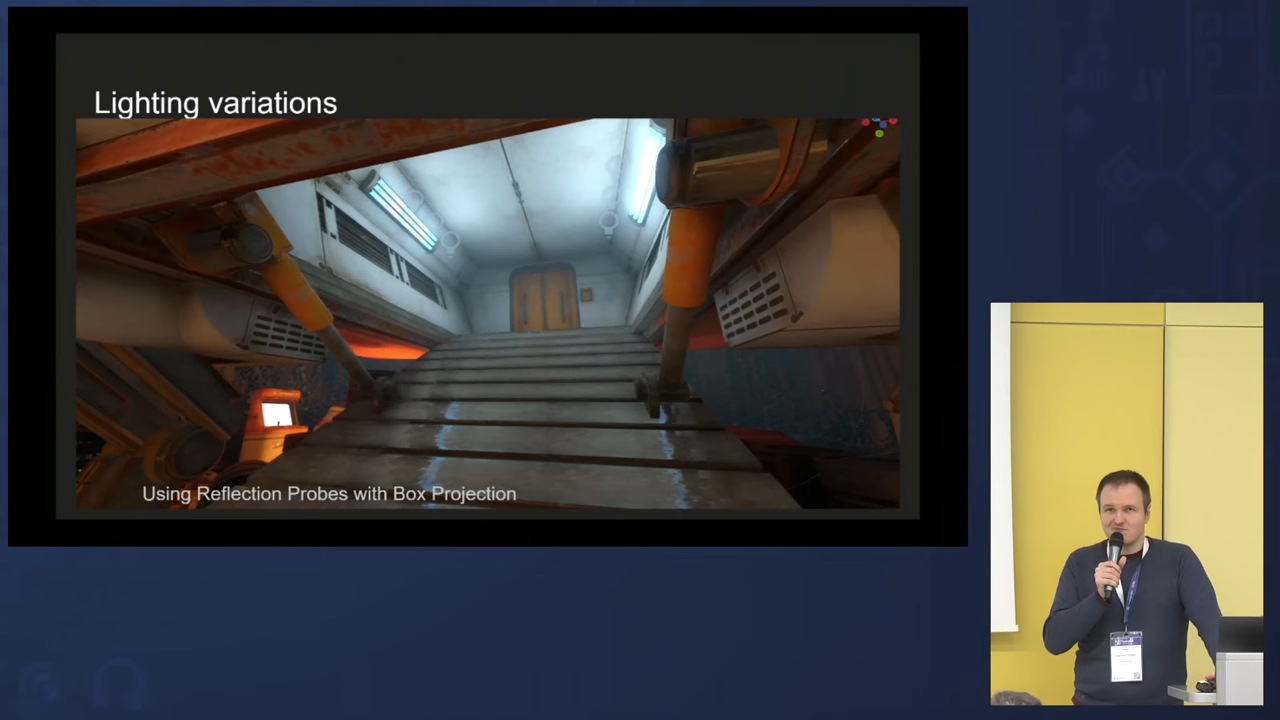 Lighting variations
Using Reflection Probes with Box Projection